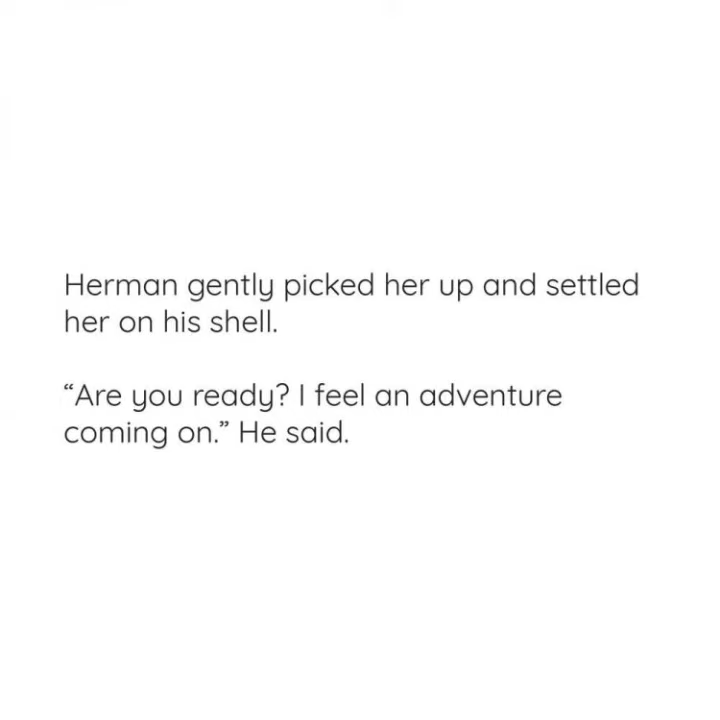 Herman gently picked her up and settled
her on his shell.
“Are you ready? I feel an adventure
coming on.” He said.